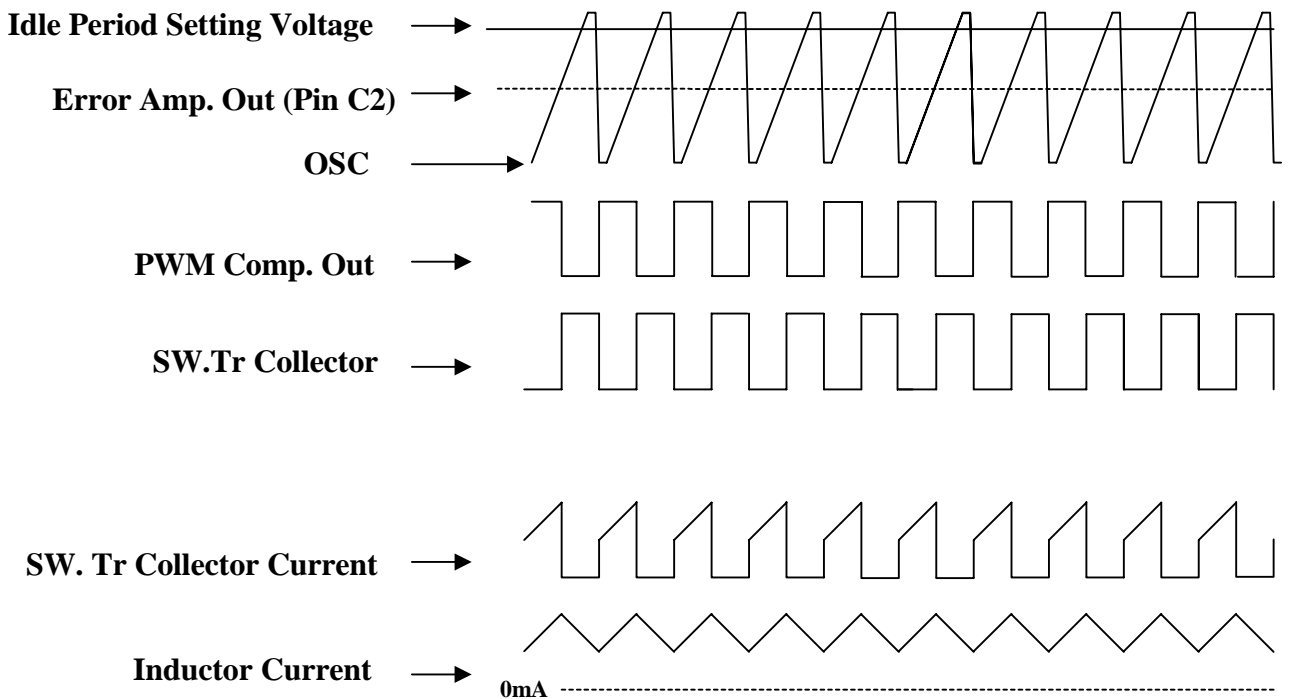 Idle Period Setting Voltage
Error Amp. Out (Pin C2)
OSC
PWM Comp. Out
SW.Tr Collector
SW. Tr Collector Current
Inductor Current
0mA